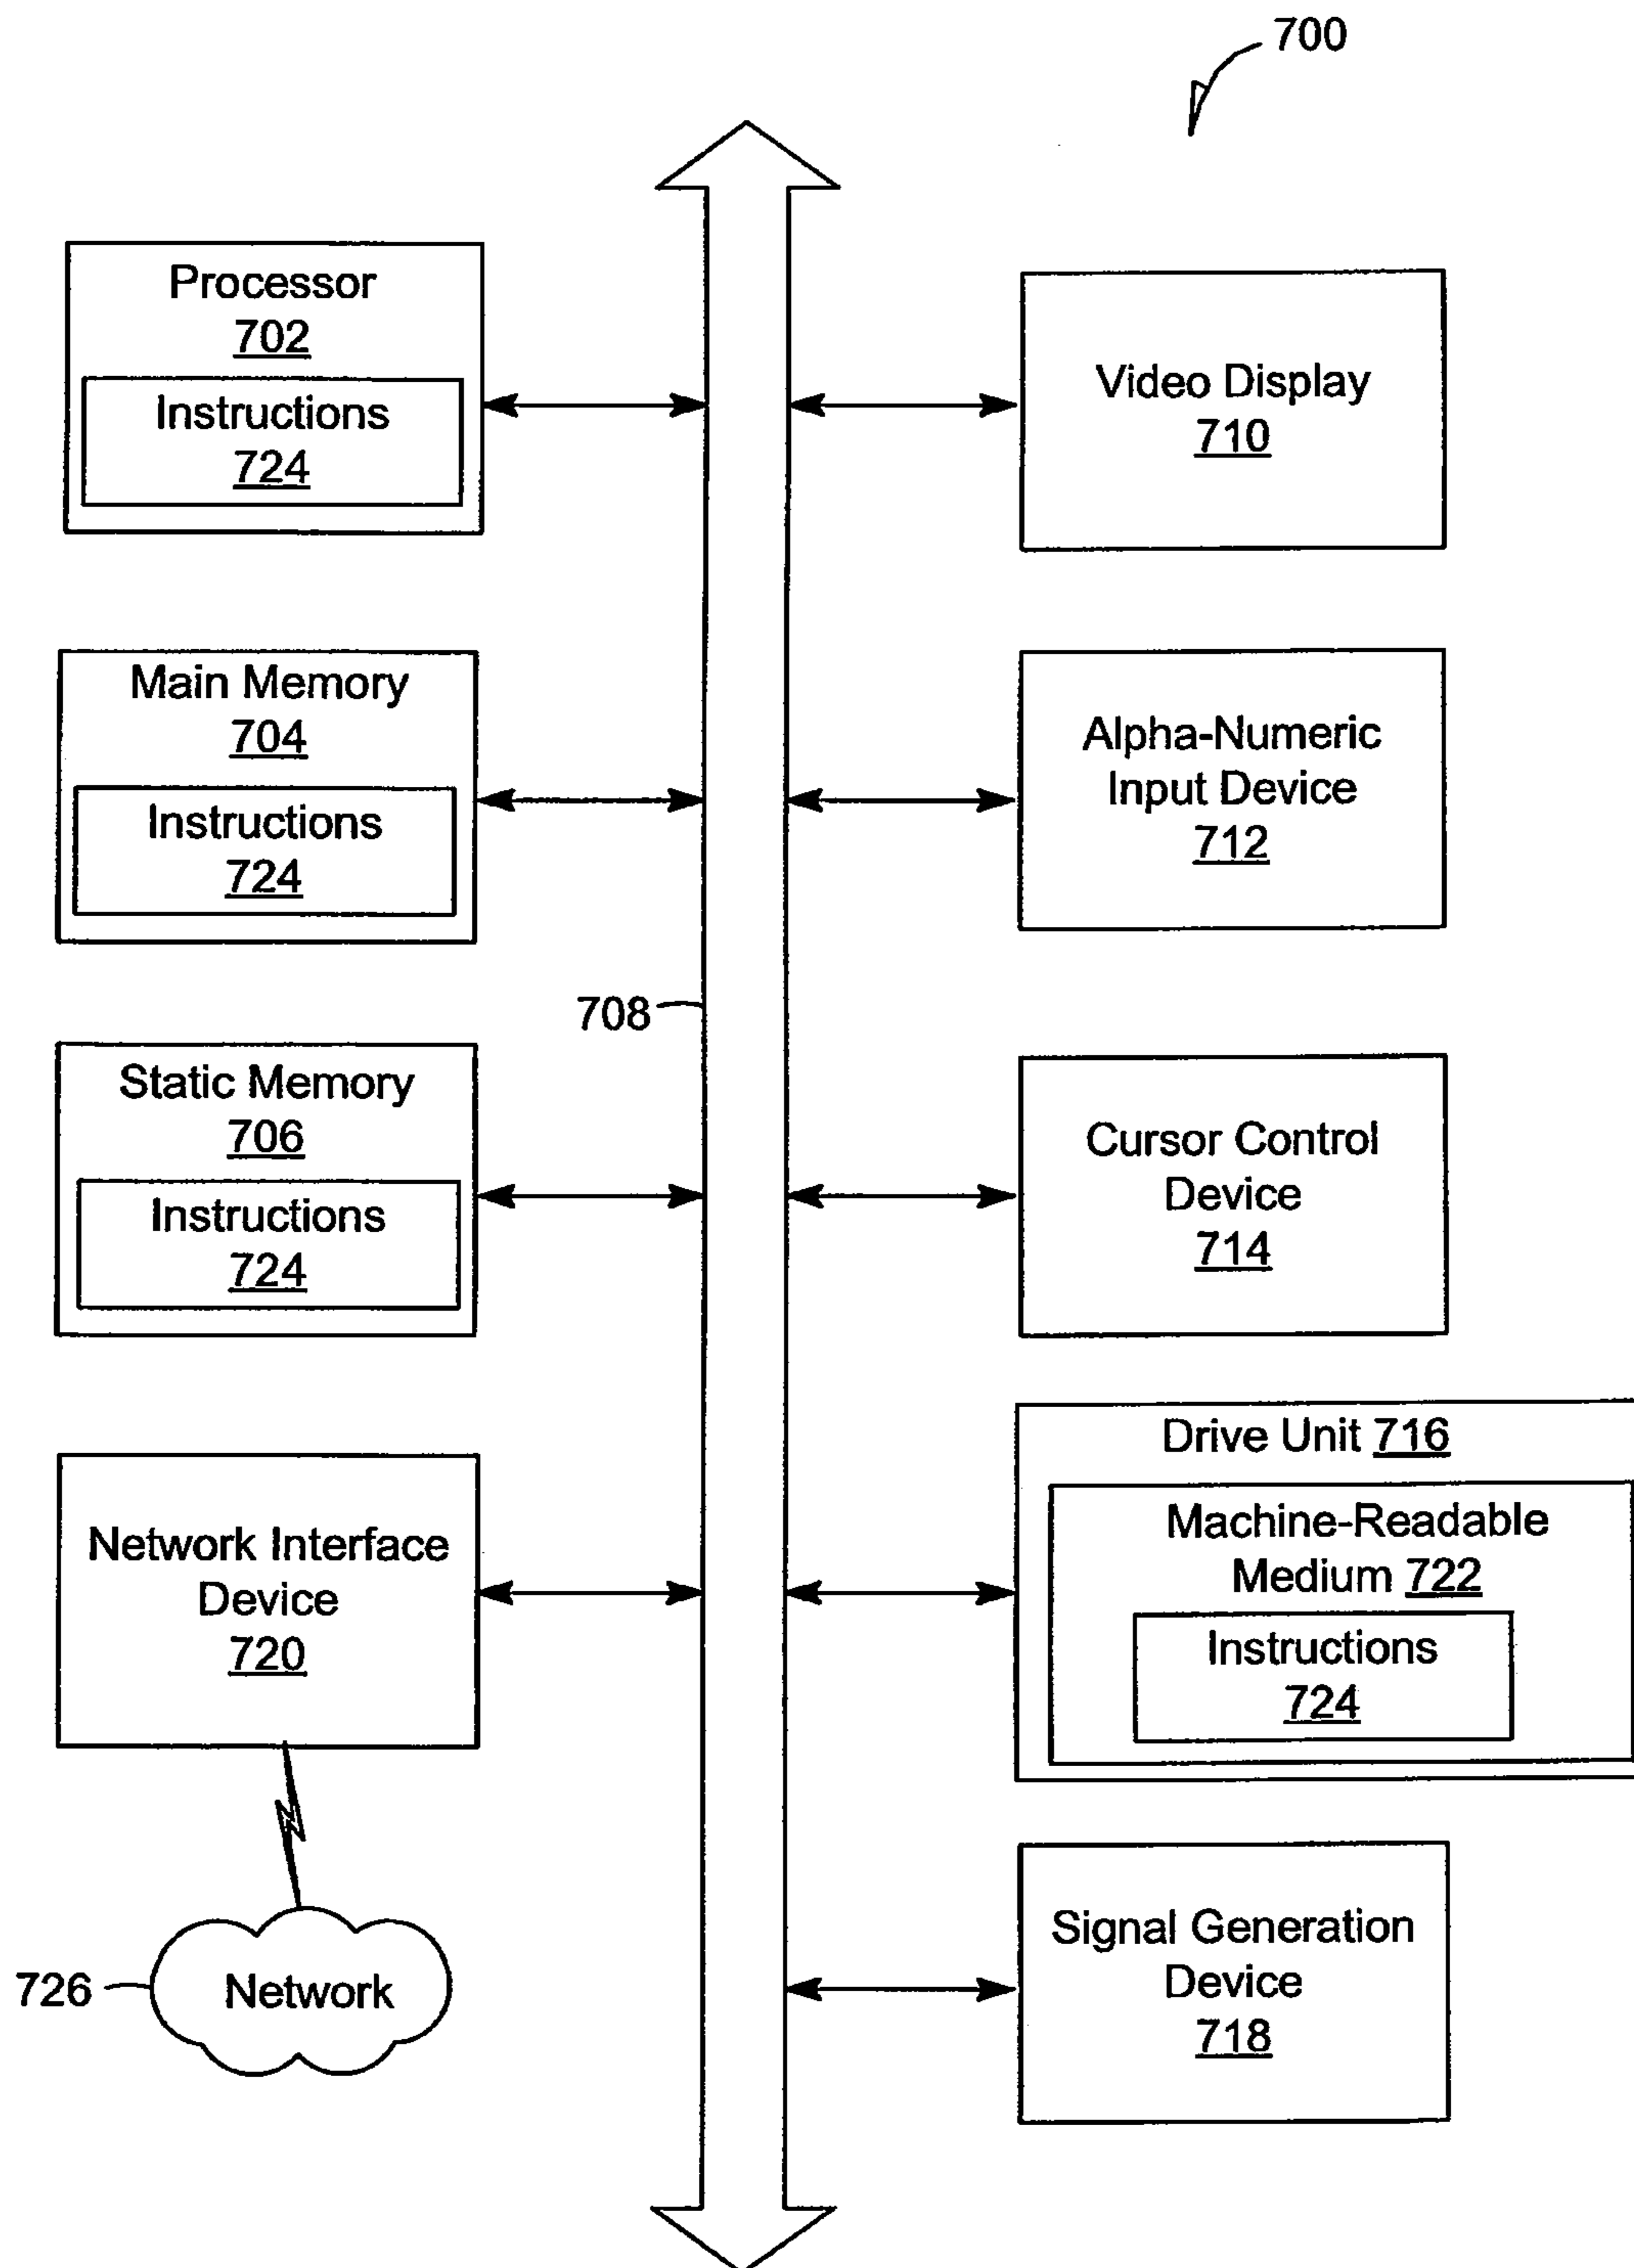 700
Processor
702
Instructions
724
Main Memory
704
Instructions
724
708
Static Memory
706
Instructions
724
Network Interface
Device
720
726
Network
Video Display
710
Alpha-Numeric
Input Device
712
Cursor Control
Device
714
Drive Unit 716
Machine-Readable
Medium 722
Instructions
724
Signal Generation
Device
718